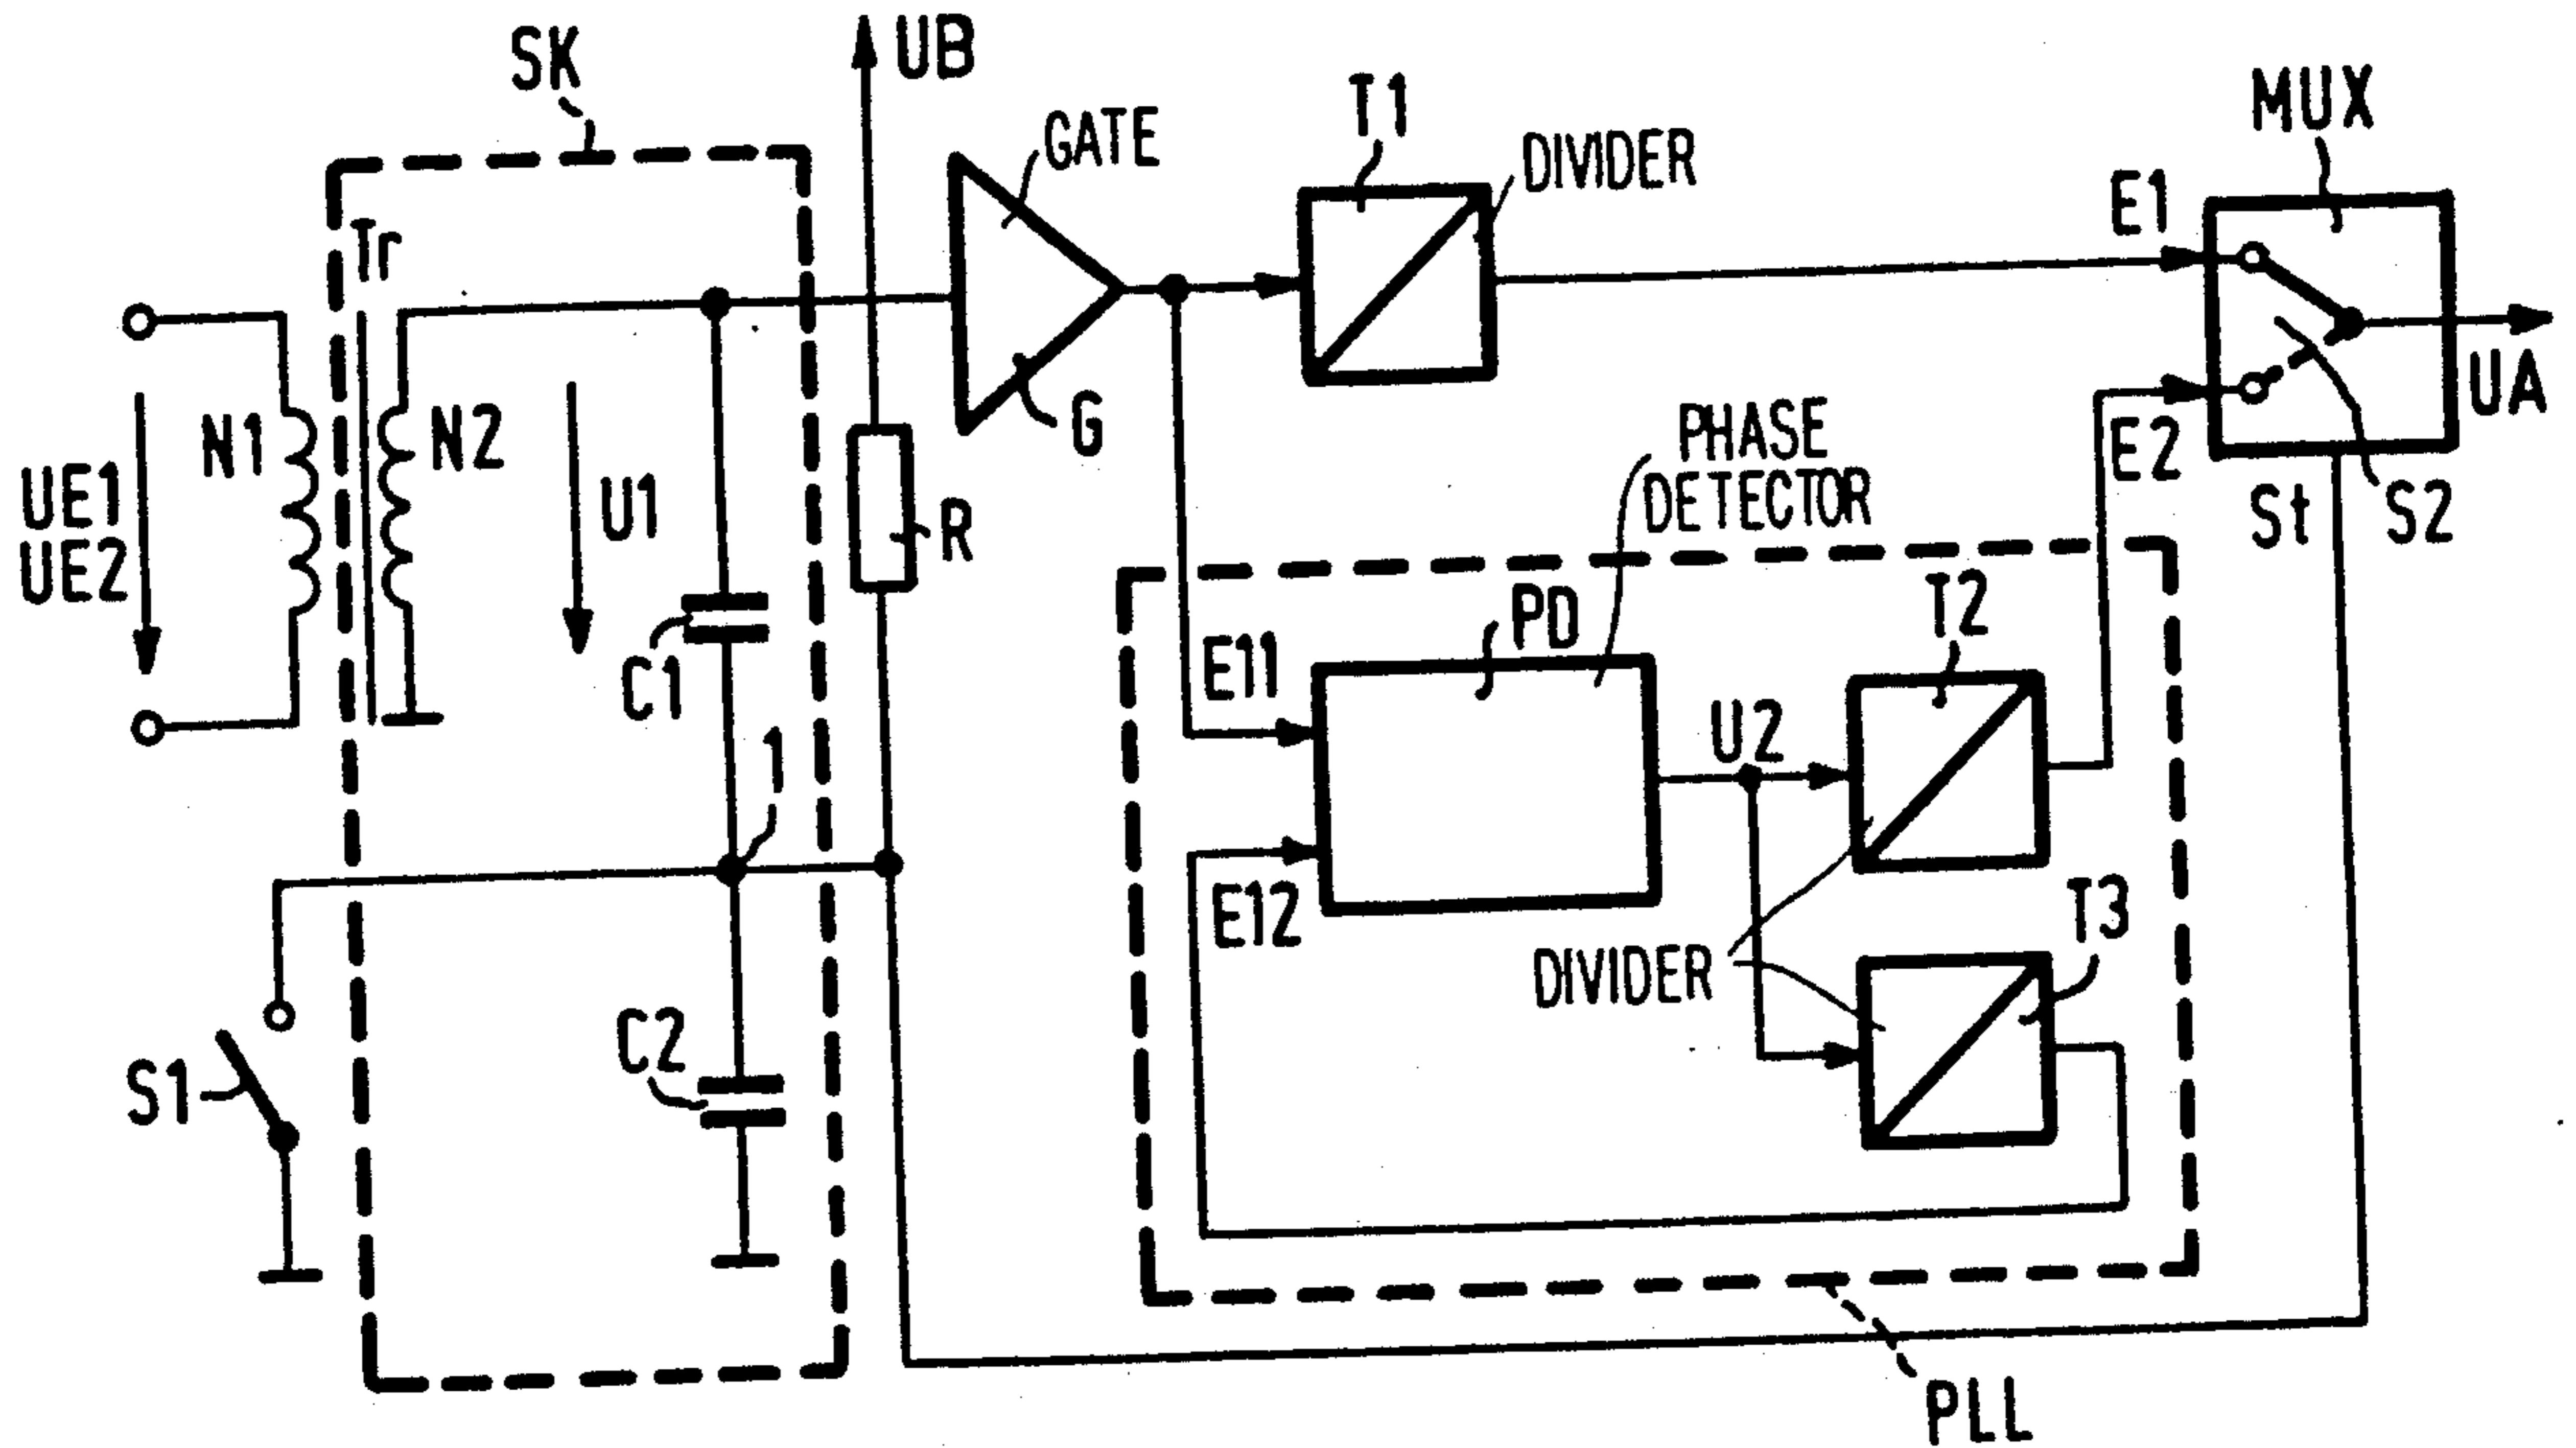 SK
UB
GATE
T1
DIVIDER
MUX
E1
Tr
N1
N2
UE1
UE2
U1
R
G
PHASE
DETECTOR
E2
UA
St
S2
C1
E11
PD
T2
U2
1
E12
T3
DIVIDER
S1
C2
PLL